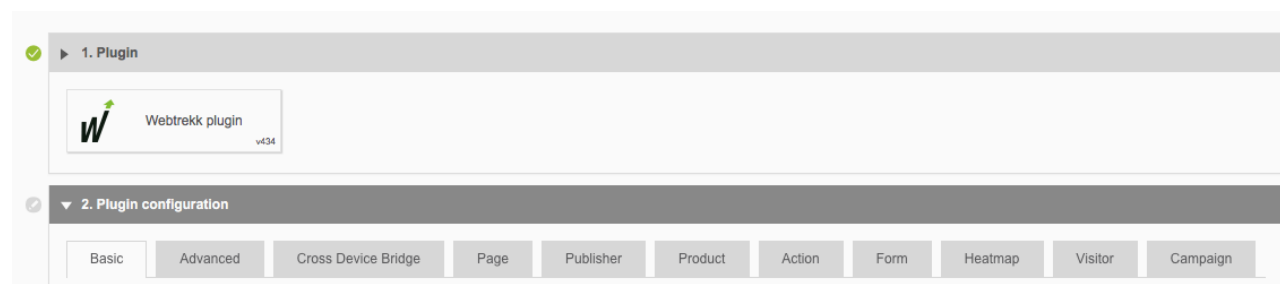 1. Plugin
Webtrekk plugin
v434
2. Plugin configuration
Basic Advanced Cross Device Bridge Page Publisher Product Action Form Heatmap Visitor Campaign